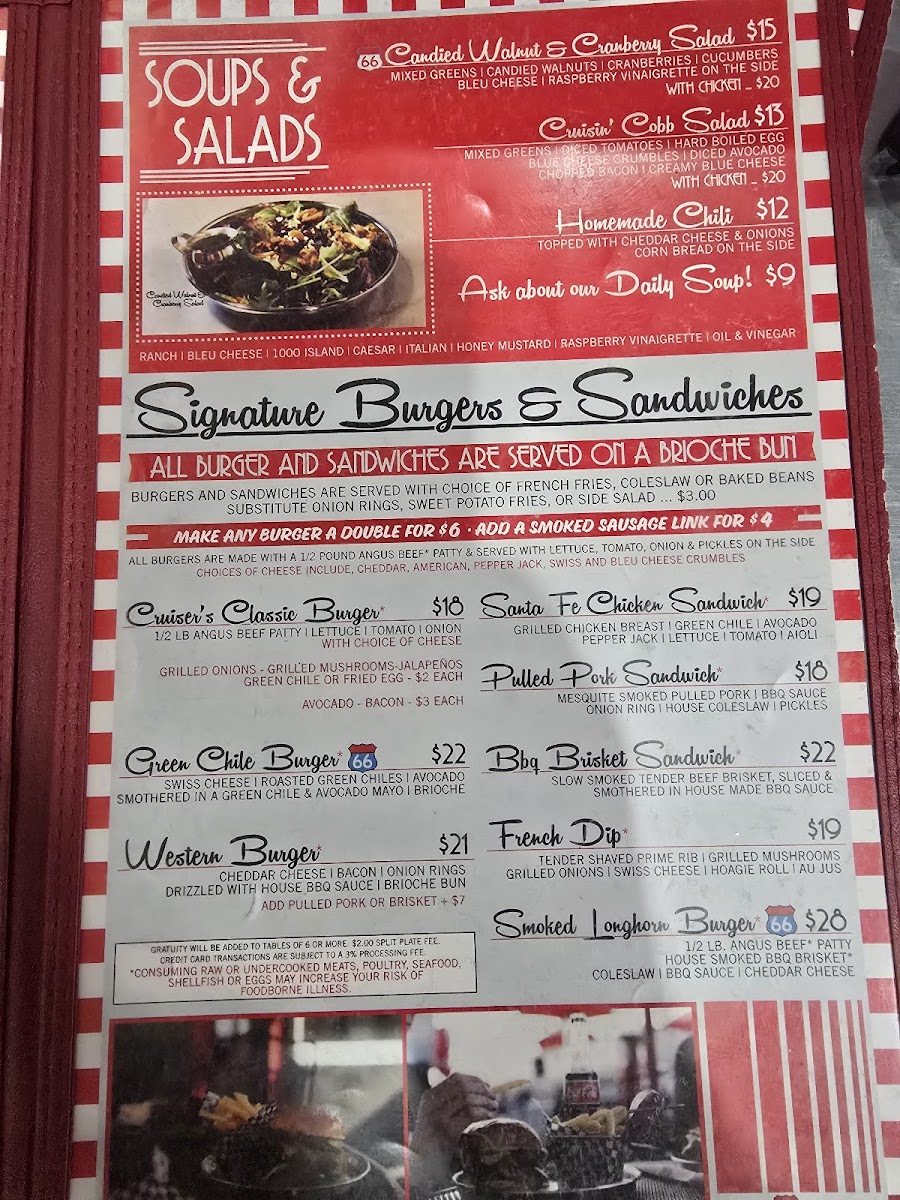 SOUPS &
SALADS
66 Candied Walnut & Cranberry Salad $15
MIXED GREENS | CANDIED WALNUTS | CRANBERRIES | CUCUMBERS
BLEU CHEESE | RASPBERRY VINAIGRETTE ON THE SIDE
WITH CHICKEN _ $20
Cruisin' Cobb Salad $13
MIXED GREENS | DICED TOMATOES | HARD BOILED EGG
BLUE CHEESE CRUMBLES | DICED AVOCADO
CHOPPED BACON | CREAMY BLUE CHEESE
WITH CHICKEN _ $20
Homemade Chili $12
TOPPED WITH CHEDDAR CHEESE & ONIONS
CORN BREAD ON THE SIDE
Ask about our Daily Soup! $9
Candied Walnut &
Cranberry Salad
RANCH | BLEU CHEESE | 1000 ISLAND | CAESAR | ITALIAN | HONEY MUSTARD | RASPBERRY VINAIGRETTE | OIL & VINEGAR
Signature Burgers & Sandwiches
ALL BURGER AND SANDWICHES ARE SERVED ON A BRIOCHE BUN
BURGERS AND SANDWICHES ARE SERVED WITH CHOICE OF FRENCH FRIES, COLESLAW OR BAKED BEANS
SUBSTITUTE ONION RINGS, SWEET POTATO FRIES, OR SIDE SALAD ... $3.00
MAKE ANY BURGER A DOUBLE FOR $6 · ADD A SMOKED SAUSAGE LINK FOR $4
ALL BURGERS ARE MADE WITH A 1/2 POUND ANGUS BEEF* PATTY & SERVED WITH LETTUCE, TOMATO, ONION & PICKLES ON THE SIDE
CHOICES OF CHEESE INCLUDE, CHEDDAR, AMERICAN, PEPPER JACK, SWISS AND BLEU CHEESE CRUMBLES
Cruiser's Classic Burger* $18
1/2 LB ANGUS BEEF PATTY | LETTUCE | TOMATO | ONION
WITH CHOICE OF CHEESE
GRILLED ONIONS - GRILLED MUSHROOMS-JALAPEÑOS
GREEN CHILE OR FRIED EGG - $2 EACH
AVOCADO - BACON - $3 EACH
Green Chile Burger* 66 $22
SWISS CHEESE | ROASTED GREEN CHILES | AVOCADO
SMOTHERED IN A GREEN CHILE & AVOCADO MAYO | BRIOCHE
Western Burger* $21
CHEDDAR CHEESE | BACON | ONION RINGS
DRIZZLED WITH HOUSE BBQ SAUCE | BRIOCHE BUN
ADD PULLED PORK OR BRISKET + $7
GRATUITY WILL BE ADDED TO TABLES OF 6 OR MORE. $2.00 SPLIT PLATE FEE.
CREDIT CARD TRANSACTIONS ARE SUBJECT TO A 3% PROCESSING FEE.
*CONSUMING RAW OR UNDERCOOKED MEATS, POULTRY, SEAFOOD,
SHELLFISH OR EGGS MAY INCREASE YOUR RISK OF
FOODBORNE ILLNESS.
Santa Fe Chicken Sandwich* $19
GRILLED CHICKEN BREAST | GREEN CHILE | AVOCADO
PEPPER JACK | LETTUCE | TOMATO | AIOLI
Pulled Pork Sandwich* $18
MESQUITE SMOKED PULLED PORK | BBQ SAUCE
ONION RING | HOUSE COLESLAW | PICKLES
Bbq Brisket Sandwich* $22
SLOW SMOKED TENDER BEEF BRISKET, SLICED &
SMOTHERED IN HOUSE MADE BBQ SAUCE
French Dip* $19
TENDER SHAVED PRIME RIB | GRILLED MUSHROOMS
GRILLED ONIONS | SWISS CHEESE | HOAGIE ROLL | AU JUS
Smoked Longhorn Burger* 66 $28
1/2 LB. ANGUS BEEF* PATTY
HOUSE SMOKED BBQ BRISKET*
COLESLAW | BBQ SAUCE | CHEDDAR CHEESE